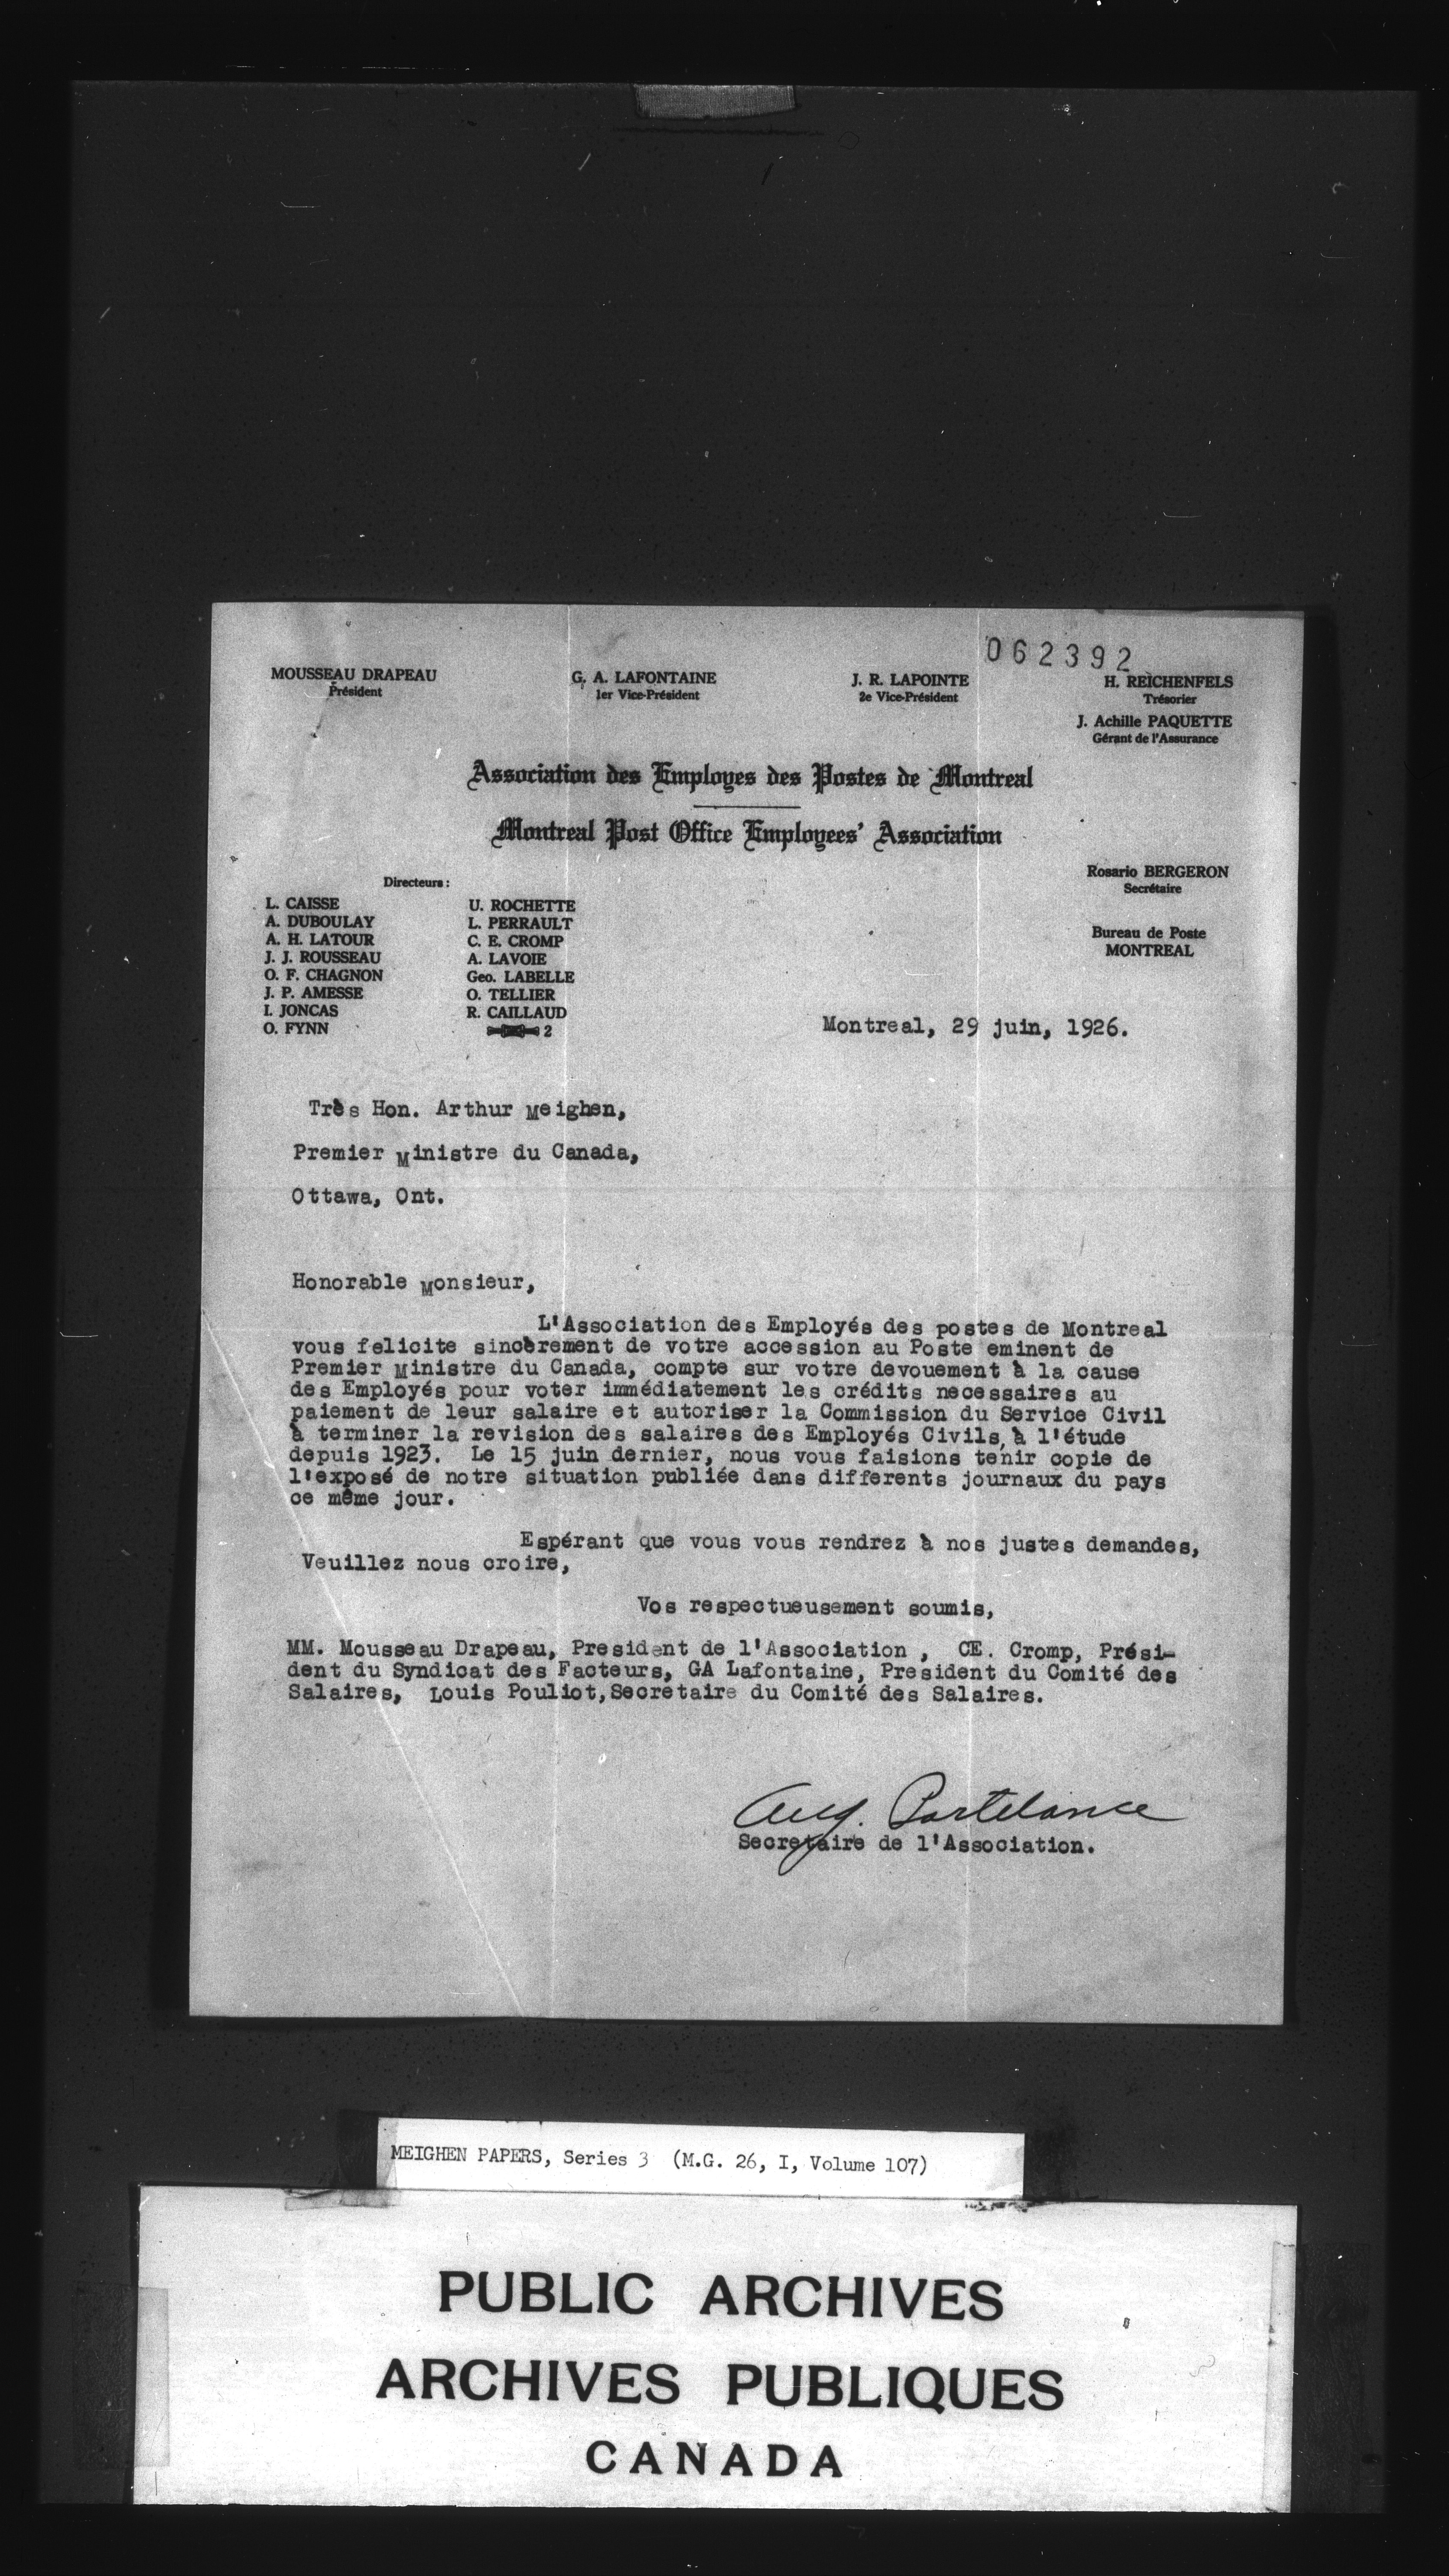 062392
MOUSSEAU DRAPEAU
Président
G. A. LAFONTAINE
1er Vice-Président
J. R. LAPOINTE
2e Vice-Président
H. REICHENFELS
Trésorier
J. Achille PAQUETTE
Gérant de l'Assurance
Association des Employes des Postes de Montreal
Montreal Post Office Employees' Association
Directeurs:
L. CAISSE
A. DUBOULAY
A. H. LATOUR
J. J. ROUSSEAU
O. F. CHAGNON
J. P. AMESSE
I. JONCAS
O. FYNN
U. ROCHETTE
L. PERRAULT
C. E. CROMP
A. LAVOIE
Geo. LABELLE
O. TELLIER
R. CAILLAUD
2
Rosario BERGERON
Secrétaire
Bureau de Poste
MONTREAL
Montreal, 29 juin, 1926.
Très Hon. Arthur Meighen,
Premier Ministre du Canada,
Ottawa, Ont.
Honorable Monsieur,
L'Association des Employés des postes de Montreal
vous felicite sincèrement de votre accession au Poste eminent de
Premier Ministre du Canada, compte sur votre devouement à la cause
des Employés pour voter immédiatement les crédits necessaires au
paiement de leur salaire et autoriser la Commission du Service Civil
à terminer la revision des salaires des Employés Civils, à l'étude
depuis 1923. Le 15 juin dernier, nous vous faisions tenir copie de
l'exposé de notre situation publiée dans differents journaux du pays
ce même jour.
Espérant que vous vous rendrez à nos justes demandes,
Veuillez nous croire,
Vos respectueusement soumis,
MM. Mousseau Drapeau, President de l'Association , CE. Cromp, Prési-
dent du Syndicat des Facteurs, GA Lafontaine, President du Comité des
Salaires, Louis Pouliot, Secretaire du Comité des Salaires.
Aug. Portelance
Secretaire de l'Association.
MEIGHEN PAPERS, Series 3 (M.G. 26, I, Volume 107)
PUBLIC ARCHIVES
ARCHIVES PUBLIQUES
CANADA